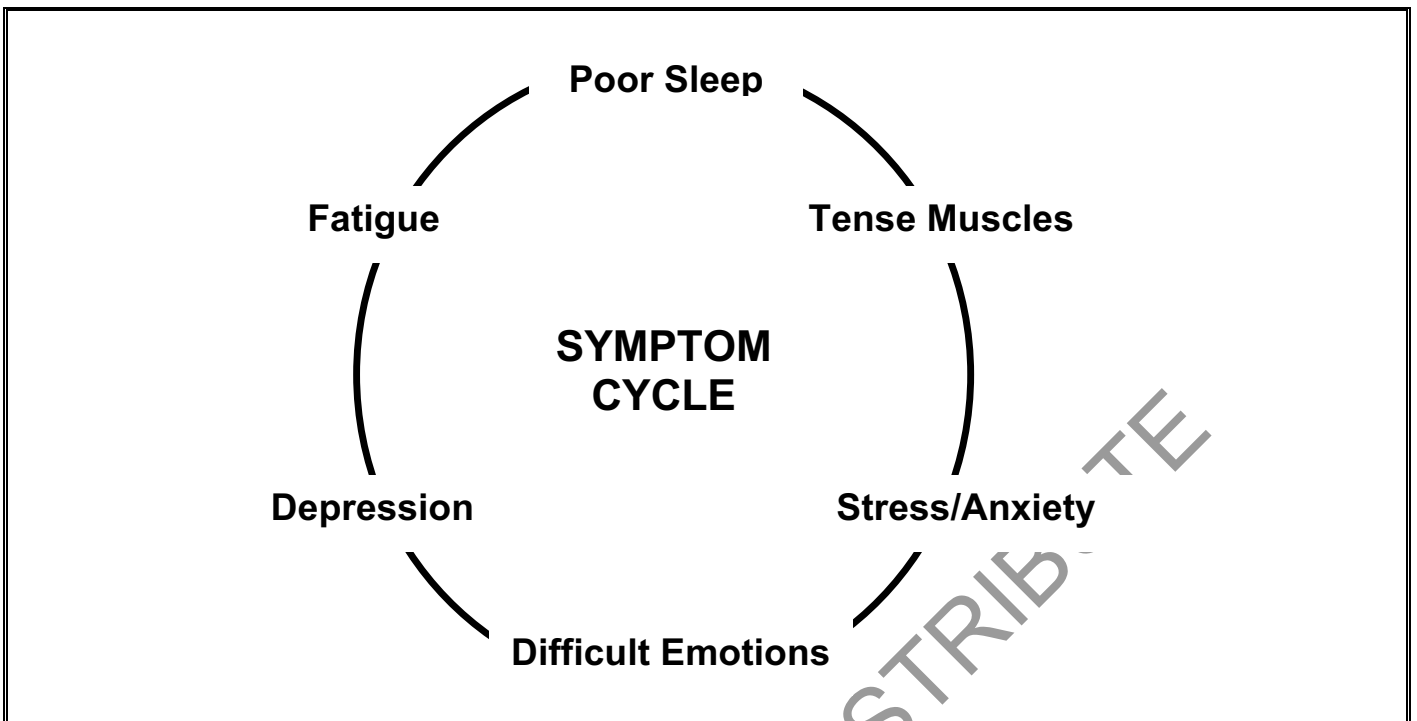 Poor Sleep
Fatigue
Tense Muscles
SYMPTOM
CYCLE
Depression
Stress/Anxiety
Difficult Emotions